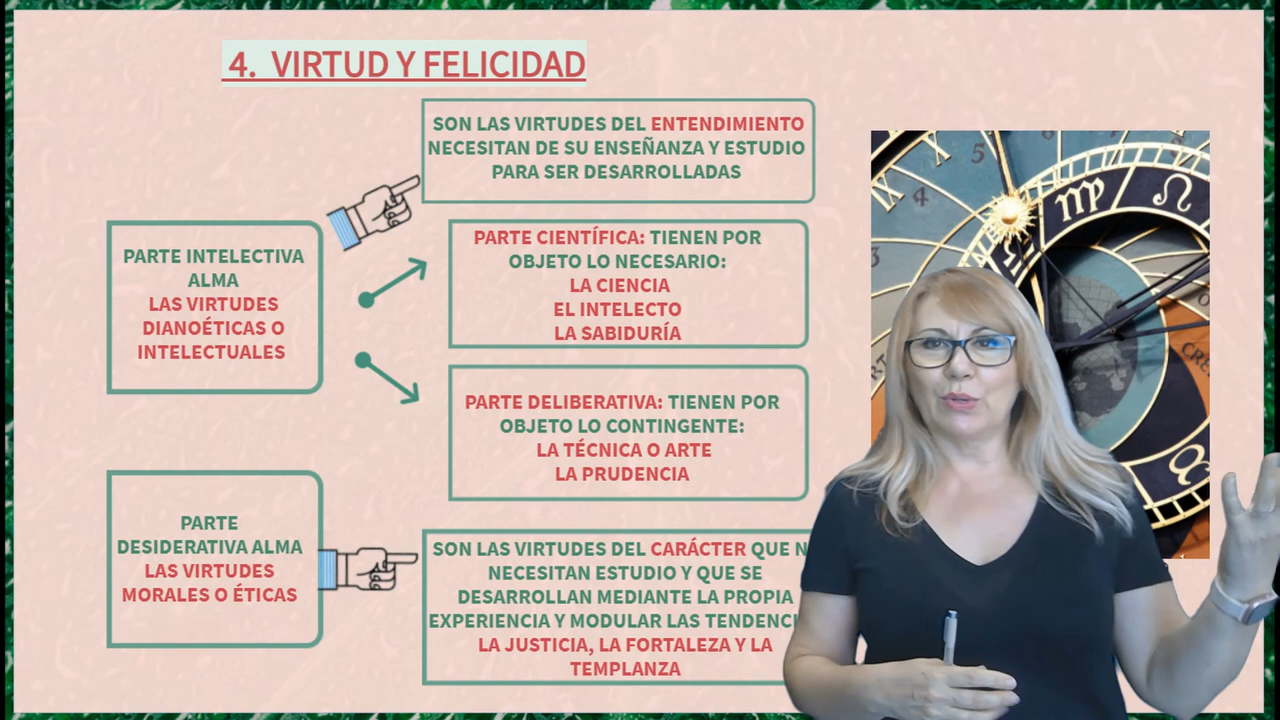 4. VIRTUD Y FELICIDAD
SON LAS VIRTUDES DEL ENTENDIMIENTO
NECESITAN DE SU ENSEÑANZA Y ESTUDIO
PARA SER DESARROLLADAS
PARTE INTELECTIVA
ALMA
LAS VIRTUDES
DIANOÉTICAS O
INTELECTUALES
PARTE CIENTÍFICA: TIENEN POR
OBJETO LO NECESARIO:
LA CIENCIA
EL INTELECTO
LA SABIDURÍA
PARTE DELIBERATIVA: TIENEN POR
OBJETO LO CONTINGENTE:
LA TÉCNICA O ARTE
LA PRUDENCIA
PARTE
DESIDERATIVA ALMA
LAS VIRTUDES
MORALES O ÉTICAS
SON LAS VIRTUDES DEL CARÁCTER QUE
NECESITAN ESTUDIO Y QUE SE
DESARROLLAN MEDIANTE LA PROPIA
EXPERIENCIA Y MODULAR LAS
LA JUSTICIA, LA FORTALEZA Y LA
TEMPLANZA